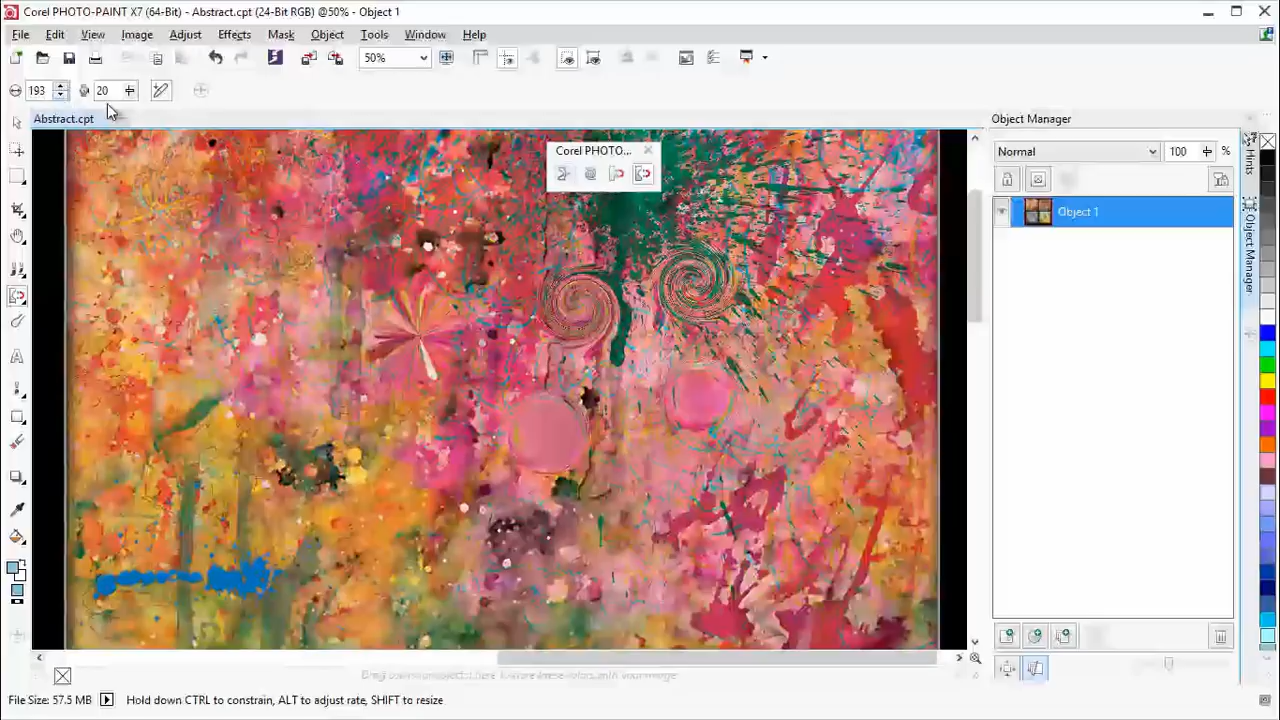 Corel PHOTO-PAINT X7 (64-Bit) - Abstract.cpt (24-Bit RGB) @50% - Object 1
File Edit View Image Adjust Effects Mask Object Tools Window Help
50%
193 20
Abstract.cpt
Object Manager
Corel PHOTO...
Normal 100 %
Object 1
Hints
Object Manager
File Size: 57.5 MB Hold down CTRL to constrain, ALT to adjust rate, SHIFT to resize